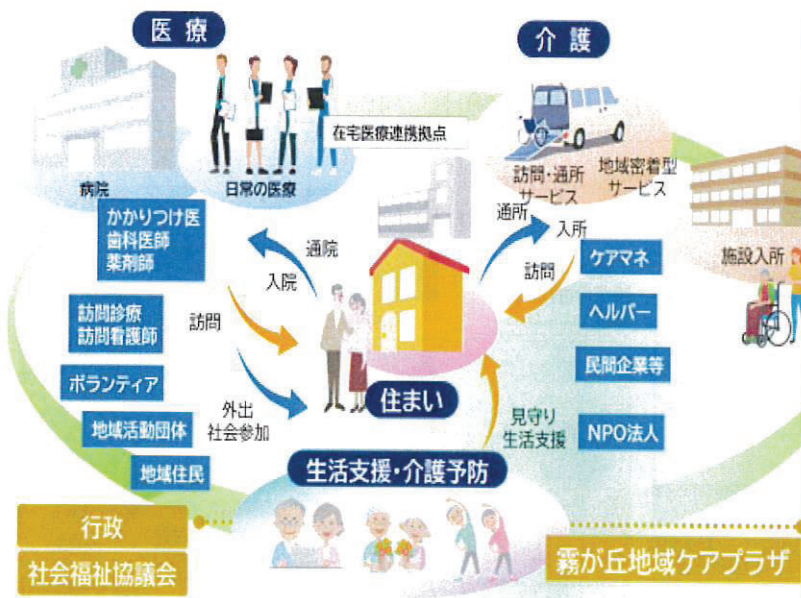 医療
介護
在宅医療連携拠点
病院
日常の医療
訪問・通所
サービス
地域密着型
サービス
かかりつけ医
歯科医師
薬剤師
通院
入院
通所
入所
訪問
施設入所
ケアマネ
訪問診療
訪問看護師
訪問
ヘルパー
ボランティア
民間企業等
住まい
外出
社会参加
見守り
生活支援
地域活動団体
NPO法人
地域住民
生活支援・介護予防
行政
社会福祉協議会
霧が丘地域ケアプラザ